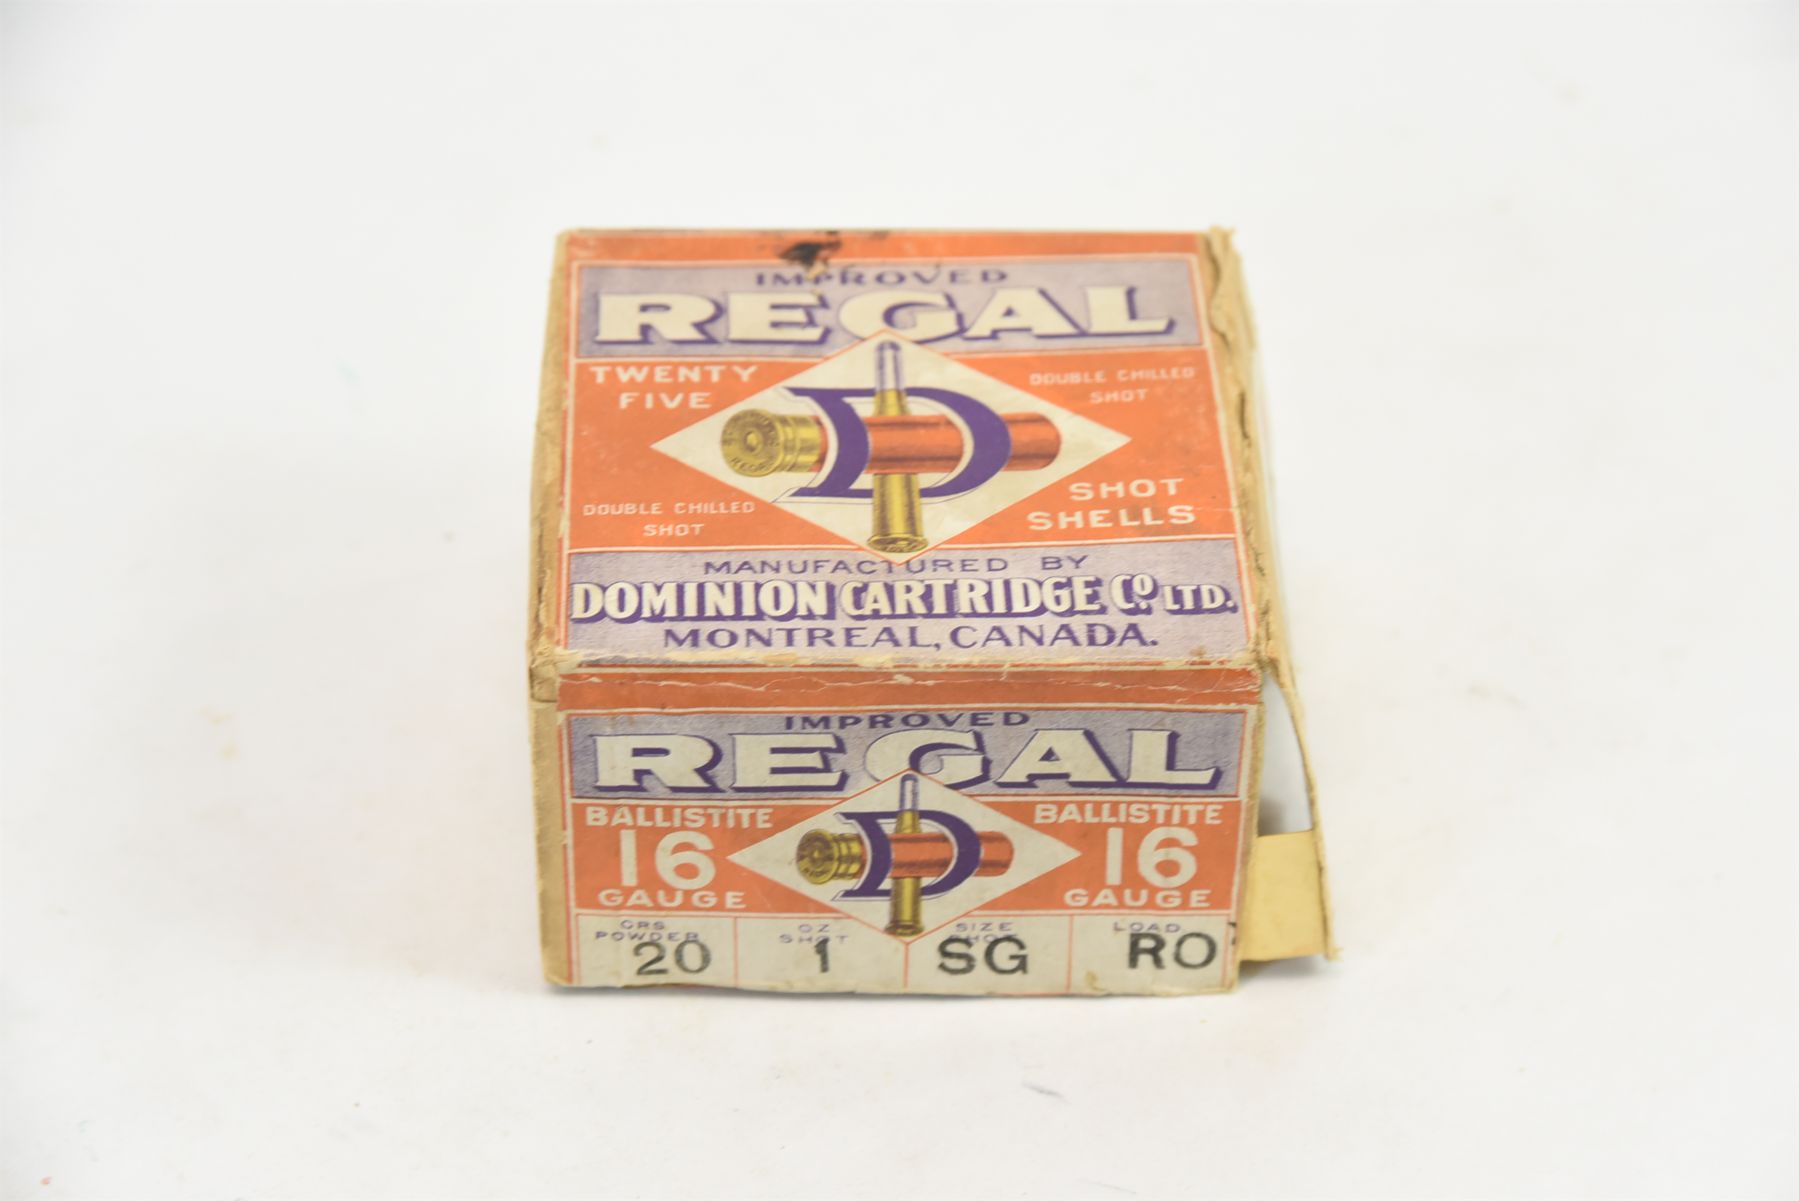 IMPROVED
REGAL
TWENTY
FIVE
DOUBLE CHILLED
SHOT
D
DOUBLE CHILLED
SHOT
SHOT
SHELLS
MANUFACTURED BY
DOMINION CARTRIDGE CO. LTD.
MONTREAL, CANADA.
IMPROVED
REGAL
BALLISTITE
16
GAUGE
D
BALLISTITE
16
GAUGE
GRS.
POWDER
20
OZ
SHOT
1
SIZE
SHOT
SG
LOAD
RO